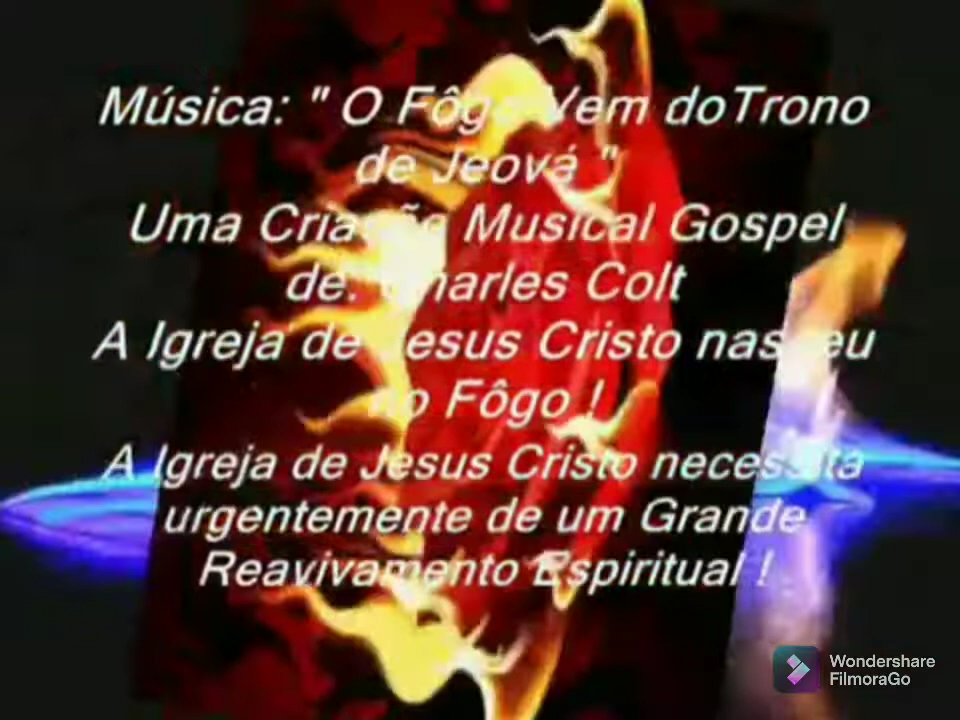 Música: " O Fôgo Vem doTrono
de Jeová "
Uma Criação Musical Gospel
de: Charles Colt
A Igreja de Jesus Cristo nasceu
no Fôgo !
A Igreja de Jesus Cristo necessita
urgentemente de um Grande
Reavivamento Espiritual !
Wondershare
FilmoraGo